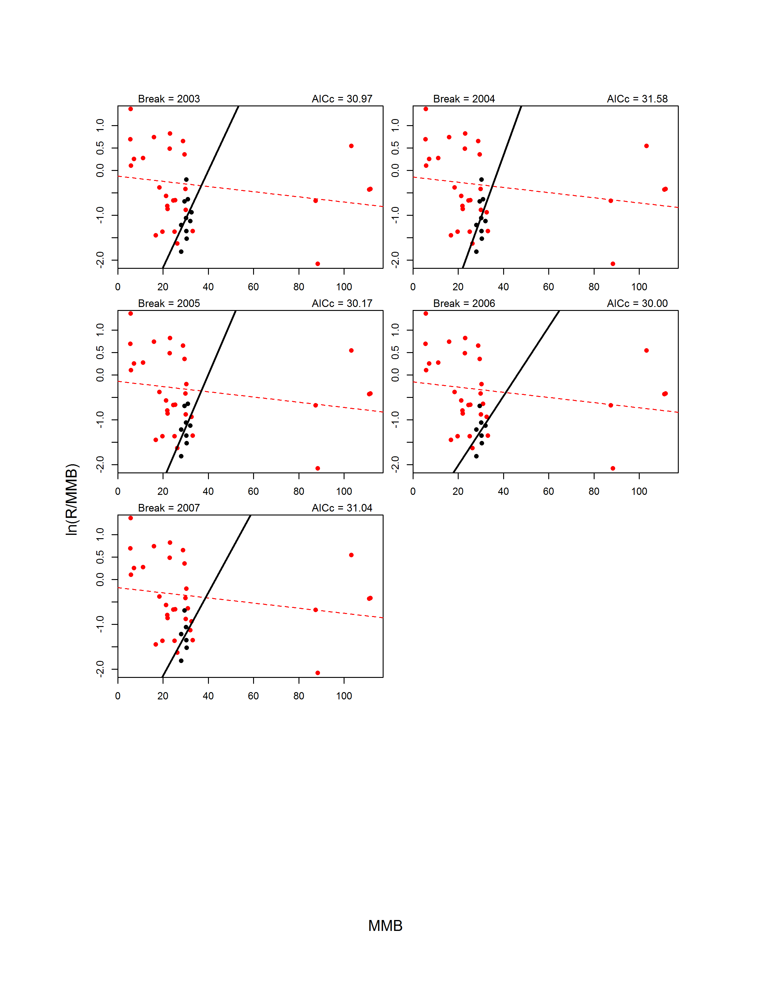 Break = 2003 AICc = 30.97
Break = 2004 AICc = 31.58
1.0
0.5
0.0
-1.0
-2.0
1.0
0.5
0.0
-1.0
-2.0
0 20 40 60 80 100
0 20 40 60 80 100
Break = 2005 AICc = 30.17
Break = 2006 AICc = 30.00
1.0
0.5
0.0
-1.0
-2.0
1.0
0.5
0.0
-1.0
-2.0
0 20 40 60 80 100
0 20 40 60 80 100
Break = 2007 AICc = 31.04
1.0
0.5
0.0
-1.0
-2.0
0 20 40 60 80 100
ln(R/MMB)
MMB